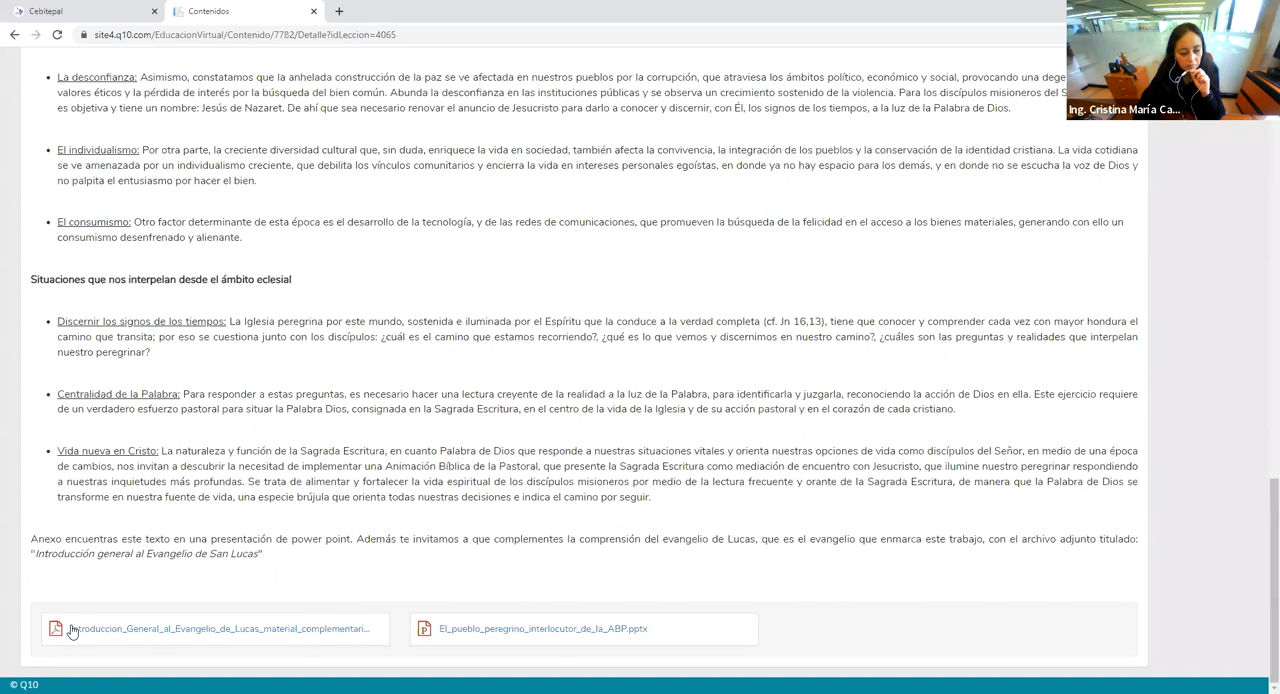 Cebitepal
Contenidos
site4.q10.com/EducacionVirtual/Contenido/7782/Detalle?idLeccion=4065
Ing. Cristina María Ca...
La desconfianza: Asimismo, constatamos que la anhelada construcción de la paz se ve afectada en nuestros pueblos por la corrupción, que atraviesa los ámbitos político, económico y social, provocando una
valores éticos y la pérdida de interés por la búsqueda del bien común. Abunda la desconfianza en las instituciones públicas y se observa un crecimiento sostenido de la violencia. Para los discípulos misioneros del
es objetiva y tiene un nombre: Jesús de Nazaret. De ahí que sea necesario renovar el anuncio de Jesucristo para darlo a conocer y discernir, con Él, los signos de los tiempos, a la luz de la Palabra de Dios.
El individualismo: Por otra parte, la creciente diversidad cultural que, sin duda, enriquece la vida en sociedad, también afecta la convivencia, la integración de los pueblos y la conservación de la identidad cristiana. La vida cotidiana
se ve amenazada por un individualismo creciente, que debilita los vínculos comunitarios y encierra la vida en intereses personales egoístas, en donde ya no hay espacio para los demás, y en donde no se escucha la voz de Dios y
no palpita el entusiasmo por hacer el bien.
El consumismo: Otro factor determinante de esta época es el desarrollo de la tecnología, y de las redes de comunicaciones, que promueven la búsqueda de la felicidad en el acceso a los bienes materiales, generando con ello un
consumismo desenfrenado y alienante.
Situaciones que nos interpelan desde el ámbito eclesial
Discernir los signos de los tiempos: La Iglesia peregrina por este mundo, sostenida e iluminada por el Espíritu que la conduce a la verdad completa (cf. Jn 16,13), tiene que conocer y comprender cada vez con mayor hondura el
camino que transita; por eso se cuestiona junto con los discípulos: ¿cuál es el camino que estamos recorriendo?, ¿qué es lo que vemos y discernimos en nuestro camino?, ¿cuáles son las preguntas y realidades que interpelan
nuestro peregrinar?
Centralidad de la Palabra: Para responder a estas preguntas, es necesario hacer una lectura creyente de la realidad a la luz de la Palabra, para identificarla y juzgarla, reconociendo la acción de Dios en ella. Este ejercicio requiere
de un verdadero esfuerzo pastoral para situar la Palabra Dios, consignada en la Sagrada Escritura, en el centro de la vida de la Iglesia y de su acción pastoral y en el corazón de cada cristiano.
Vida nueva en Cristo: La naturaleza y función de la Sagrada Escritura, en cuanto Palabra de Dios que responde a nuestras situaciones vitales y orienta nuestras opciones de vida como discípulos del Señor, en medio de una época
de cambios, nos invitan a descubrir la necesitad de implementar una Animación Bíblica de la Pastoral, que presente la Sagrada Escritura como mediación de encuentro con Jesucristo, que ilumine nuestro peregrinar respondiendo
a nuestras inquietudes más profundas. Se trata de alimentar y fortalecer la vida espiritual de los discípulos misioneros por medio de la lectura frecuente y orante de la Sagrada Escritura, de manera que la Palabra de Dios se
transforme en nuestra fuente de vida, una especie brújula que orienta todas nuestras decisiones e indica el camino por seguir.
Anexo encuentras este texto en una presentación de power point. Además te invitamos a que complementes la comprensión del evangelio de Lucas, que es el evangelio que enmarca este trabajo, con el archivo adjunto titulado:
"Introducción general al Evangelio de San Lucas"
Introduccion_General_al_Evangelio_de_Lucas_material_complementari...
El_pueblo_peregrino_interlocutor_de_la_ABP.pptx
© Q10